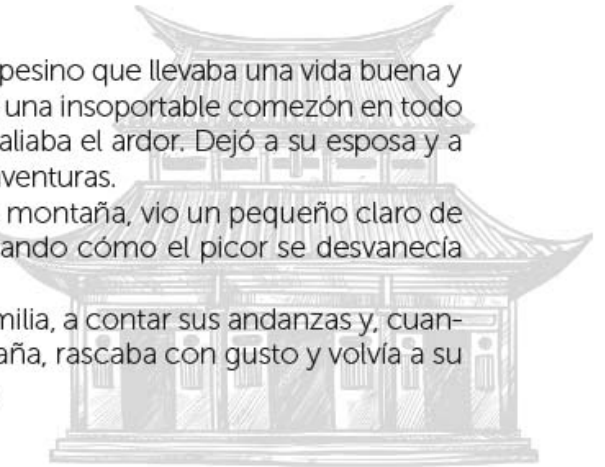 pesino que llevaba una vida buena y
una insoportable comezón en todo
aliaba el ardor. Dejó a su esposa y a
venturas.
montaña, vio un pequeño claro de
ando cómo el picor se desvanecía
milia, a contar sus andanzas y, cuan-
aña, rascaba con gusto y volvía a su